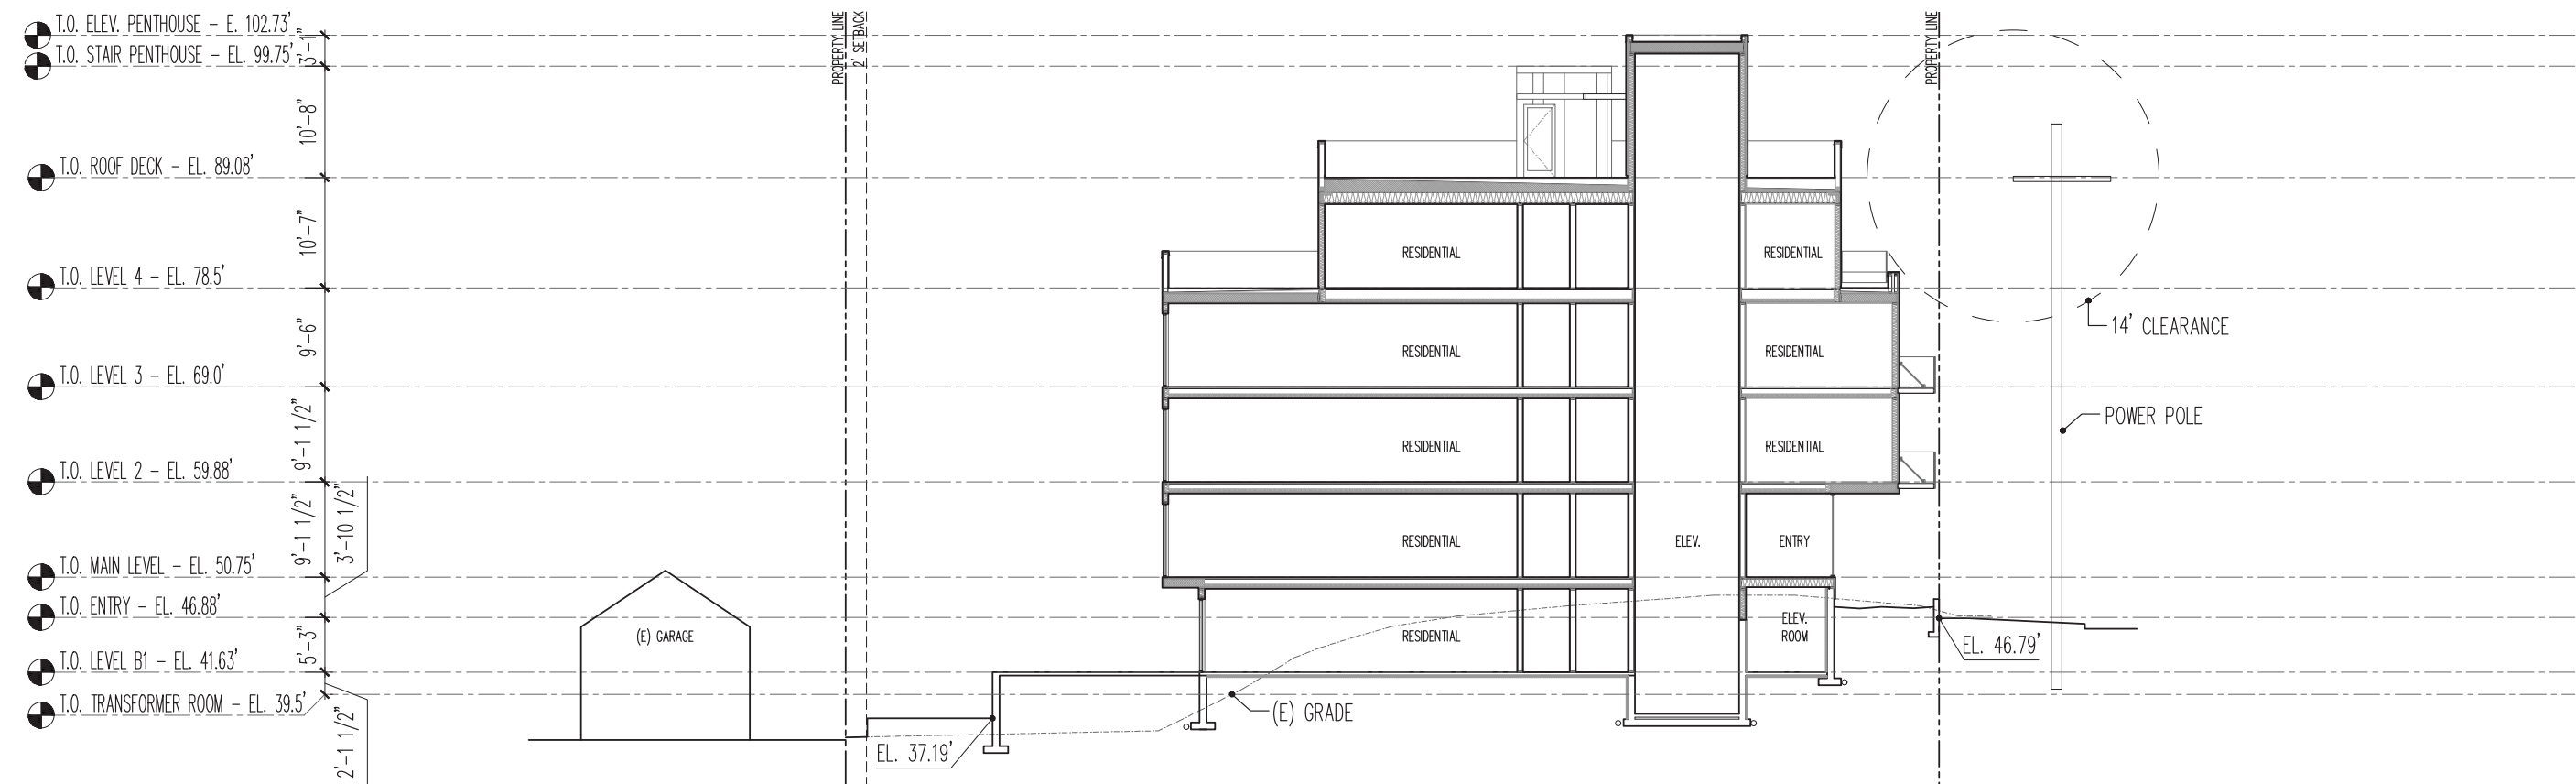 T.O. ELEV. PENTHOUSE - E. 102.73'
T.O. STAIR PENTHOUSE - EL. 99.75'
T.O. ROOF DECK - EL. 89.08'
T.O. LEVEL 4 - EL. 78.5'
T.O. LEVEL 3 - EL. 69.0'
T.O. LEVEL 2 - EL. 59.88'
T.O. MAIN LEVEL - EL. 50.75'
T.O. ENTRY - EL. 46.88'
T.O. LEVEL B1 - EL. 41.63'
T.O. TRANSFORMER ROOM - EL. 39.5'
3'-1"
10'-8"
10'-7"
9'-6"
9'-1 1/2"
9'-1 1/2"
3'-10 1/2"
5'-3"
2'-1 1/2"
PROPERTY LINE
2' SETBACK
PROPERTY LINE
RESIDENTIAL
RESIDENTIAL
RESIDENTIAL
RESIDENTIAL
RESIDENTIAL
RESIDENTIAL
RESIDENTIAL
ELEV.
ENTRY
RESIDENTIAL
ELEV.
ROOM
(E) GARAGE
(E) GRADE
EL. 37.19'
EL. 46.79'
14' CLEARANCE
POWER POLE